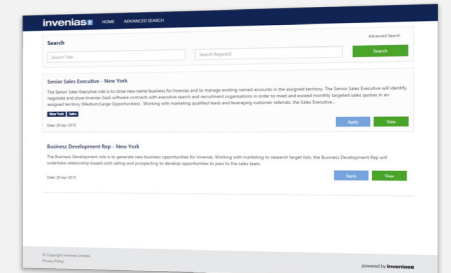 invenias HOME ADVANCED SEARCH
Search
Advanced Search
Search Title
Search Keyword
Search
Senior Sales Executive - New York
The Senior Sales Executive role is to close new-name business for Invenias and to manage existing named accounts in the assigned territory. The Senior Sales Executive will identify,
negotiate and close Invenias SaaS software contracts with executive search and recruitment organisations in order to meet and exceed monthly targeted sales quotas in an
assigned territory (Medium/Large Opportunities). Working with marketing qualified leads and leveraging customer referrals, the Sales Executive..
New York Sales
Date: 28 Apr 2015
Apply
View
Business Development Rep - New York
The Business Development role is to generate new business opportunities for Invenias. Working with marketing to research target lists, the Business Development Rep will
undertake relationship based cold calling and prospecting to develop opportunities to pass to the sales team.
Date: 28 Apr 2015
Apply
View
© Copyright Invenias Limited.
Privacy Policy
powered by invenias